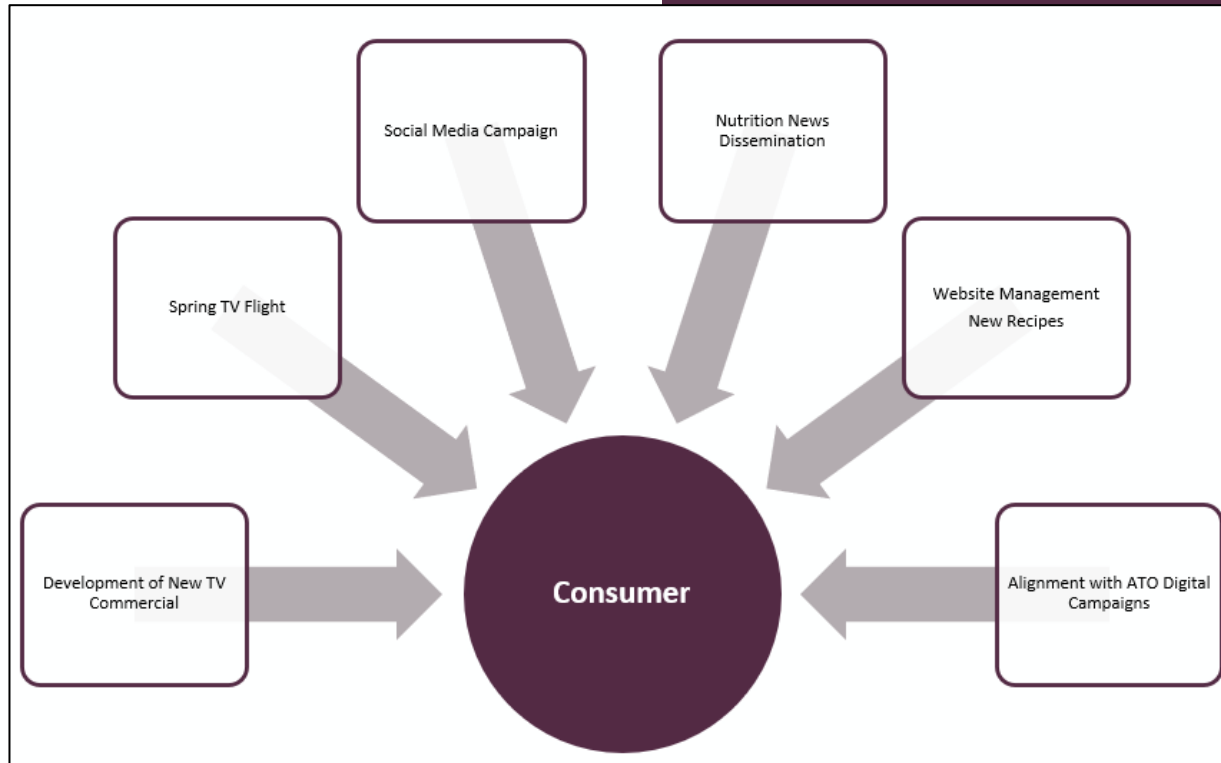 Social Media Campaign
Nutrition News
Dissemination
Spring TV Flight
Website Management
New Recipes
Development of New TV
Commercial
Consumer
Alignment with ATO Digital
Campaigns